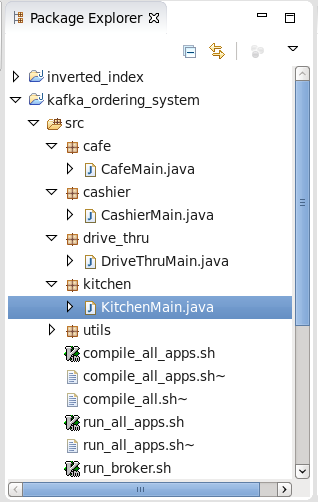 Package Explorer
inverted_index
kafka_ordering_system
src
cafe
CafeMain.java
cashier
CashierMain.java
drive_thru
DriveThruMain.java
kitchen
KitchenMain.java
utils
compile_all_apps.sh
compile_all_apps.sh~
compile_all.sh~
run_all_apps.sh
run_all_apps.sh~
run_broker.sh